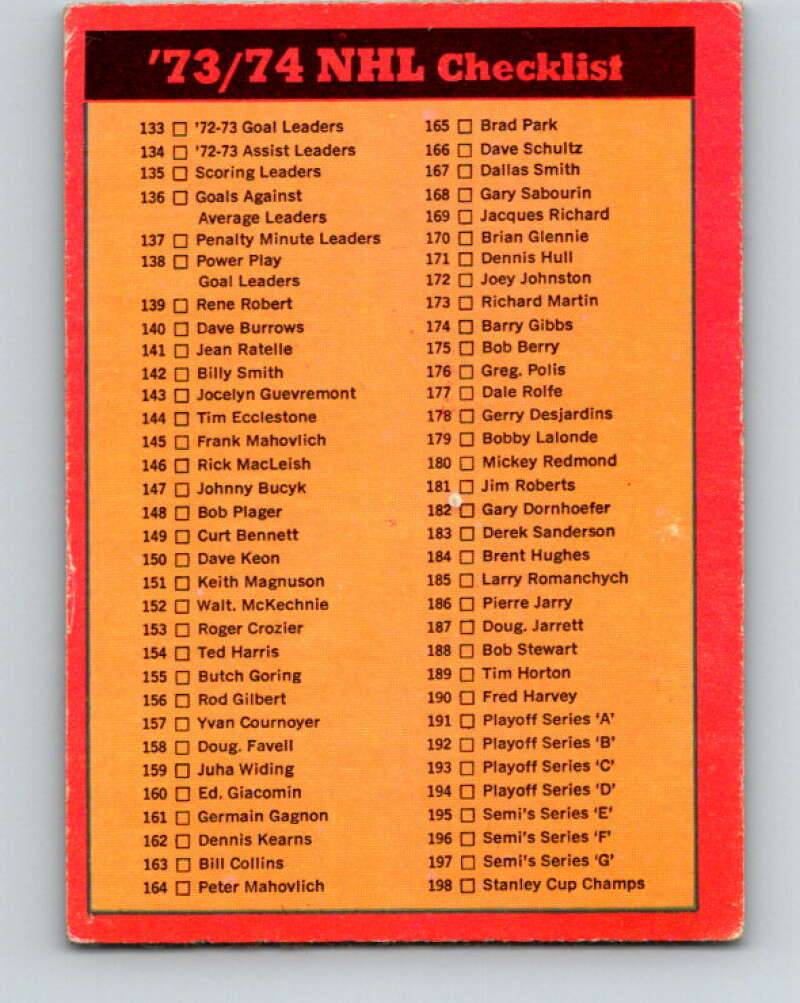 '73/74 NHL Checklist
133 '72-73 Goal Leaders
134 '72-73 Assist Leaders
135 Scoring Leaders
136 Goals Against
Average Leaders
137 Penalty Minute Leaders
138 Power Play
Goal Leaders
139 Rene Robert
140 Dave Burrows
141 Jean Ratelle
142 Billy Smith
143 Jocelyn Guevremont
144 Tim Ecclestone
145 Frank Mahovlich
146 Rick MacLeish
147 Johnny Bucyk
148 Bob Plager
149 Curt Bennett
150 Dave Keon
151 Keith Magnuson
152 Walt. McKechnie
153 Roger Crozier
154 Ted Harris
155 Butch Goring
156 Rod Gilbert
157 Yvan Cournoyer
158 Doug. Favell
159 Juha Widing
160 Ed. Giacomin
161 Germain Gagnon
162 Dennis Kearns
163 Bill Collins
164 Peter Mahovlich
165 Brad Park
166 Dave Schultz
167 Dallas Smith
168 Gary Sabourin
169 Jacques Richard
170 Brian Glennie
171 Dennis Hull
172 Joey Johnston
173 Richard Martin
174 Barry Gibbs
175 Bob Berry
176 Greg. Polis
177 Dale Rolfe
178 Gerry Desjardins
179 Bobby Lalonde
180 Mickey Redmond
181 Jim Roberts
182 Gary Dornhoefer
183 Derek Sanderson
184 Brent Hughes
185 Larry Romanchych
186 Pierre Jarry
187 Doug. Jarrett
188 Bob Stewart
189 Tim Horton
190 Fred Harvey
191 Playoff Series 'A'
192 Playoff Series 'B'
193 Playoff Series 'C'
194 Playoff Series 'D'
195 Semi's Series 'E'
196 Semi's Series 'F'
197 Semi's Series 'G'
198 Stanley Cup Champs